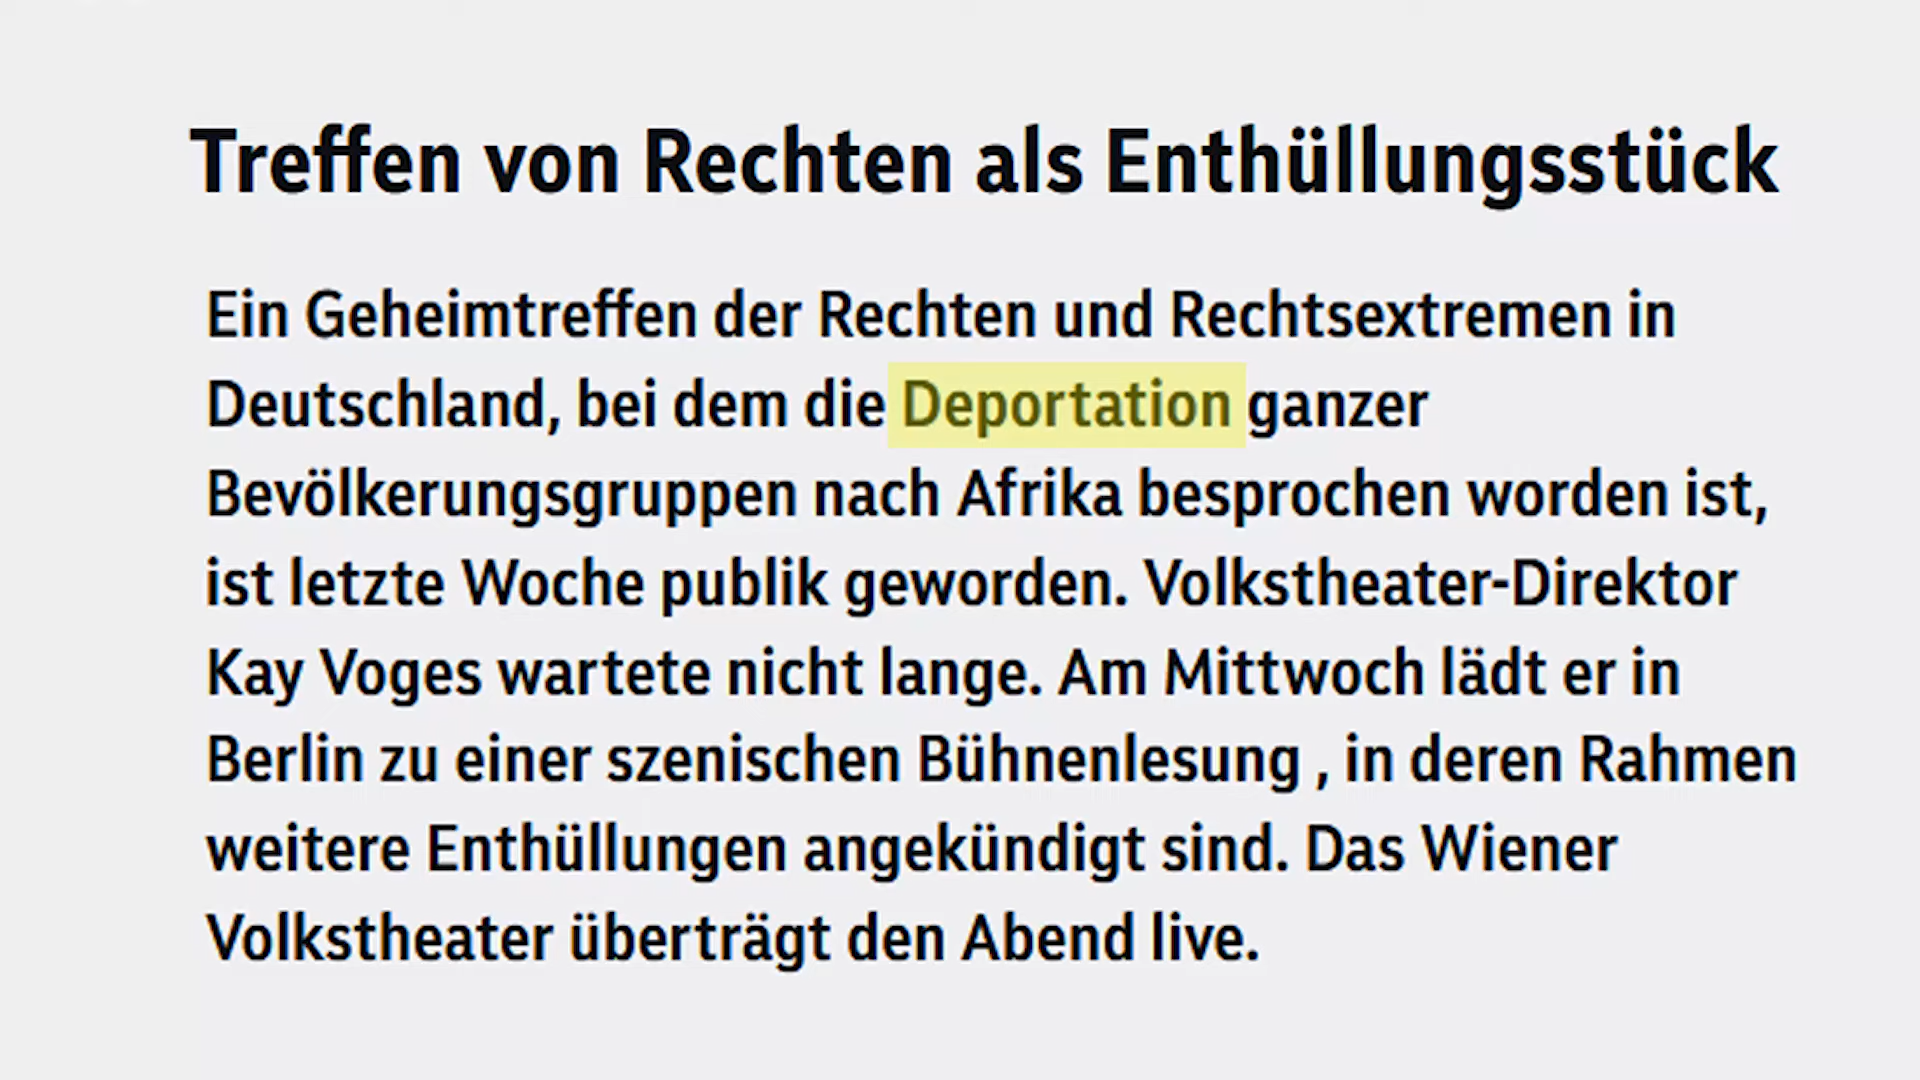 Treffen von Rechten als Enthüllungsstück
Ein Geheimtreffen der Rechten und Rechtsextremen in
Deutschland, bei dem die Deportation ganzer
Bevölkerungsgruppen nach Afrika besprochen worden ist,
ist letzte Woche publik geworden. Volkstheater-Direktor
Kay Voges wartete nicht lange. Am Mittwoch lädt er in
Berlin zu einer szenischen Bühnenlesung , in deren Rahmen
weitere Enthüllungen angekündigt sind. Das Wiener
Volkstheater überträgt den Abend live.